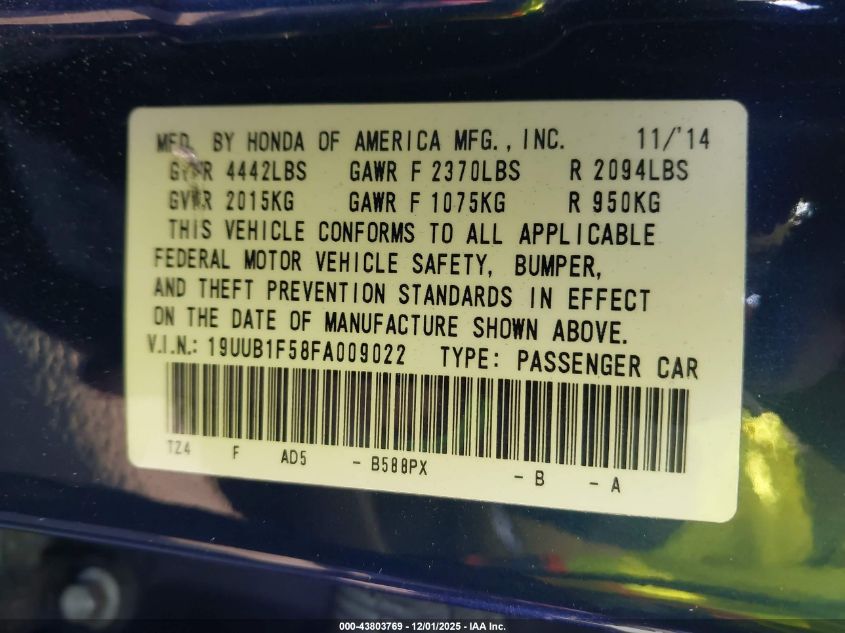 MFD. BY HONDA OF AMERICA MFG., INC. 11/'14
GVWR 4442LBS GAWR F 2370LBS R 2094LBS
GVWR 2015KG GAWR F 1075KG R 950KG
THIS VEHICLE CONFORMS TO ALL APPLICABLE
FEDERAL MOTOR VEHICLE SAFETY, BUMPER,
AND THEFT PREVENTION STANDARDS IN EFFECT
ON THE DATE OF MANUFACTURE SHOWN ABOVE.
V.I.N.: 19UUB1F58FA009022 TYPE: PASSENGER CAR
TZ4 F AD5 - B588PX - B - A
000-43803769 - 12/01/2025 - IAA Inc.